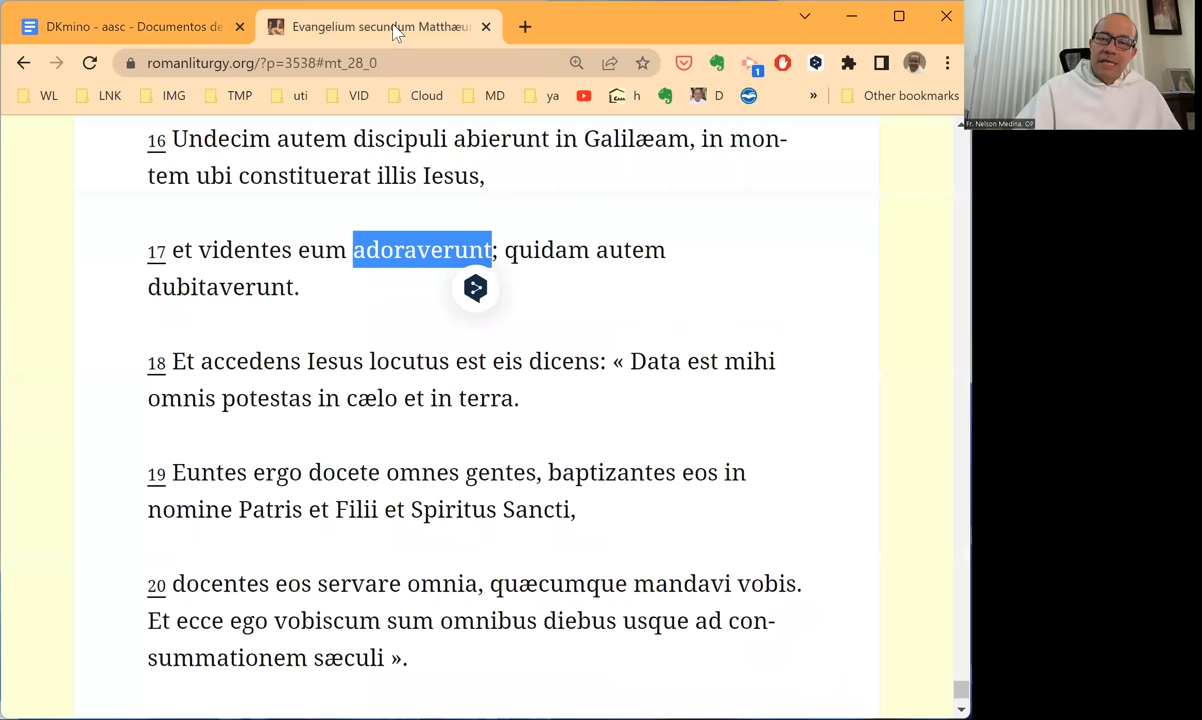 DKmino - aasc - Documentos de
Evangelium secundum Matthæu
romanliturgy.org/?p=3538#mt_28_0
WL LNK IMG TMP uti VID Cloud MD ya h D » Other bookmarks
1
Fr. Nelson Medina, OP
16 Undecim autem discipuli abierunt in Galilæam, in mon-
tem ubi constituerat illis Iesus,
17 et videntes eum adoraverunt; quidam autem
dubitaverunt.
18 Et accedens Iesus locutus est eis dicens: « Data est mihi
omnis potestas in cælo et in terra.
19 Euntes ergo docete omnes gentes, baptizantes eos in
nomine Patris et Filii et Spiritus Sancti,
20 docentes eos servare omnia, quæcumque mandavi vobis.
Et ecce ego vobiscum sum omnibus diebus usque ad con-
summationem sæculi ».